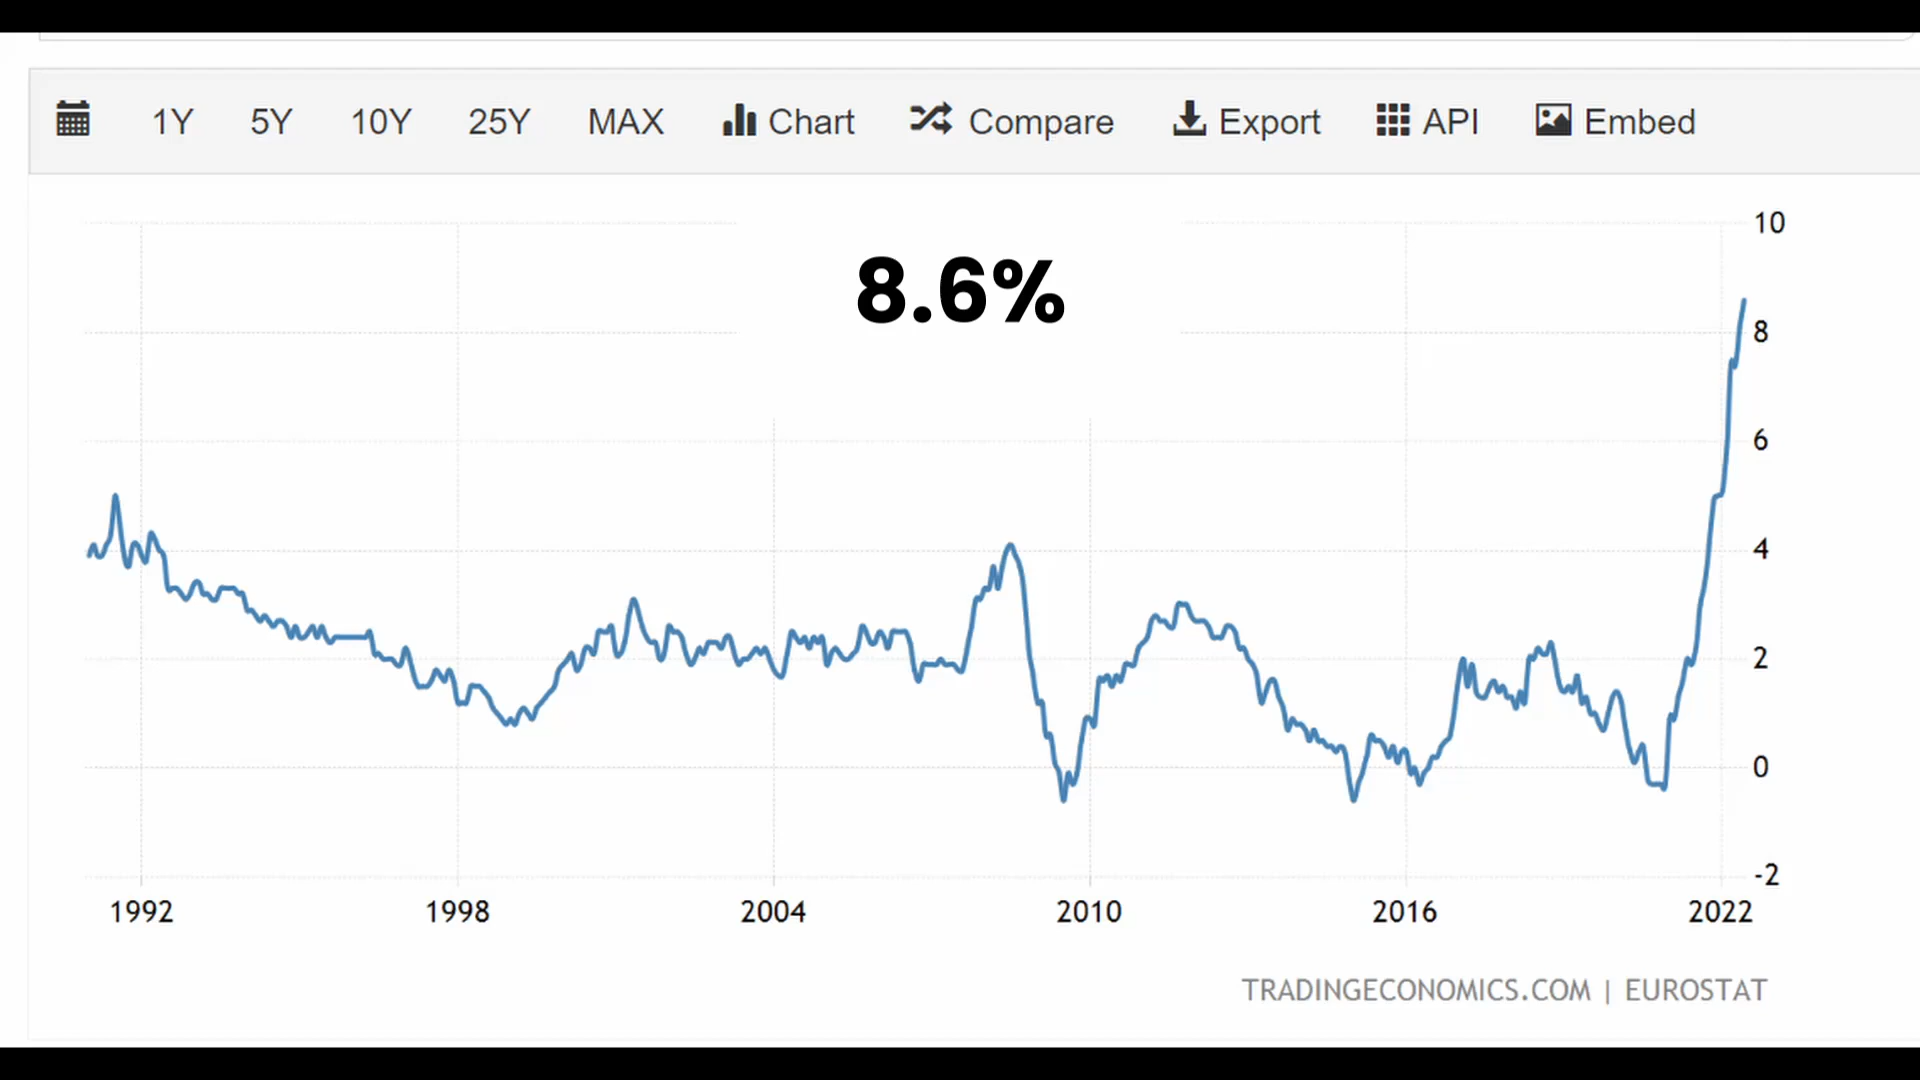 1Y 5Y 10Y 25Y MAX Chart Compare Export API Embed
10
8.6%
8
6
4
2
0
-2
1992 1998 2004 2010 2016 2022
TRADINGECONOMICS.COM | EUROSTAT